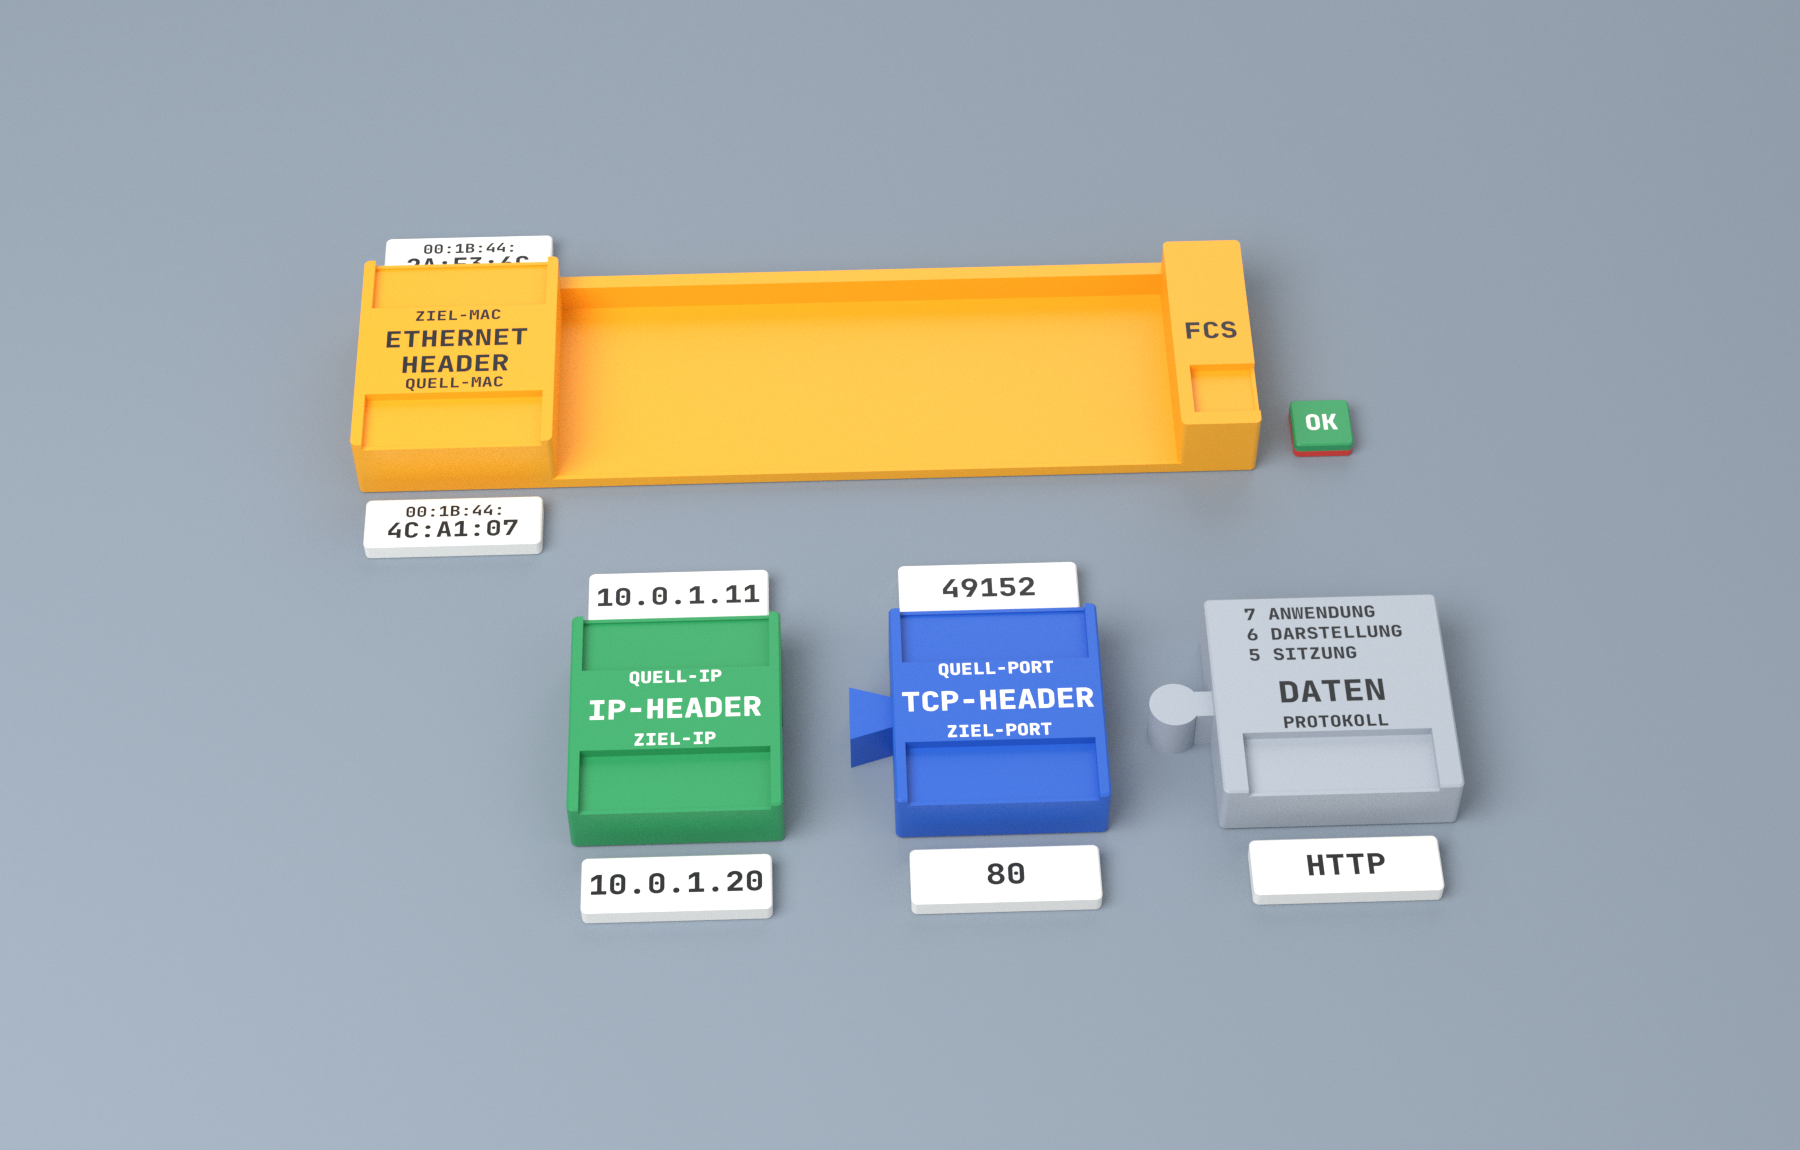 00:1B:44:
ZIEL-MAC
ETHERNET
HEADER
QUELL-MAC
FCS
OK
00:1B:44:
4C:A1:07
10.0.1.11
QUELL-IP
IP-HEADER
ZIEL-IP
10.0.1.20
49152
QUELL-PORT
TCP-HEADER
ZIEL-PORT
80
7 ANWENDUNG
6 DARSTELLUNG
5 SITZUNG
DATEN
PROTOKOLL
HTTP